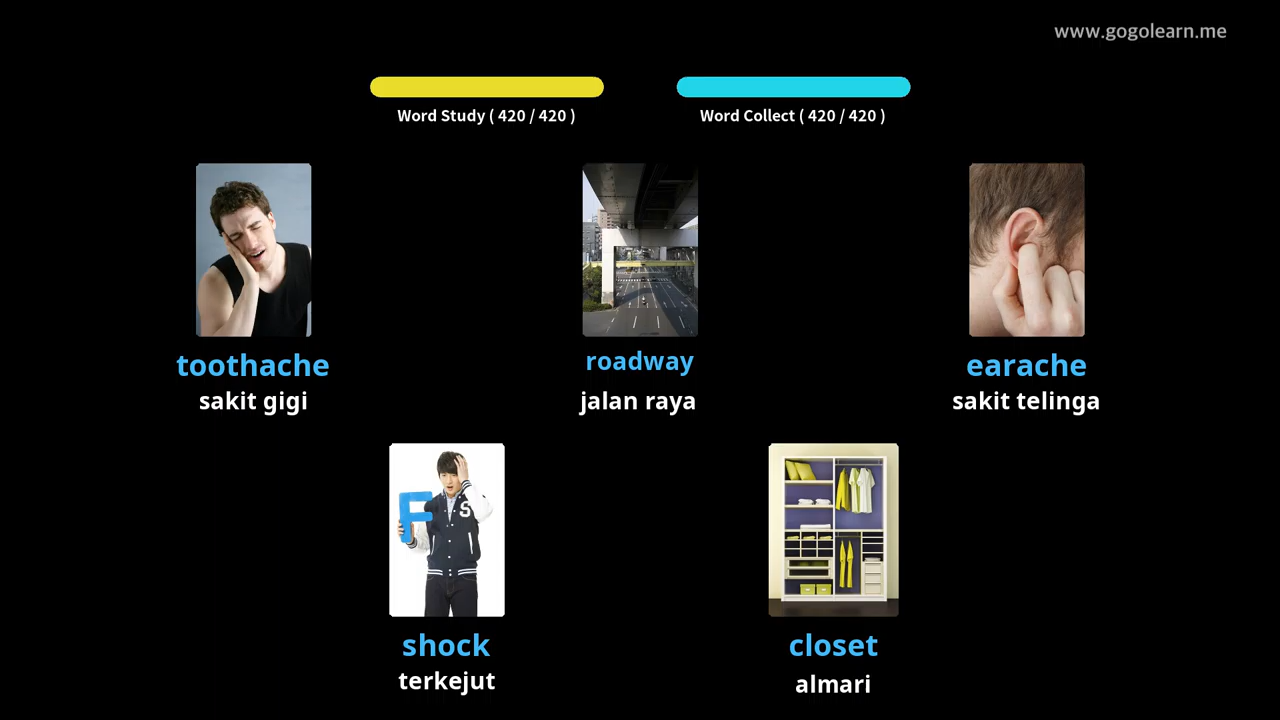 www.gogolearn.me
Word Study ( 420 / 420 )
Word Collect ( 420 / 420 )
toothache
sakit gigi
roadway
jalan raya
earache
sakit telinga
F
S
shock
terkejut
closet
almari